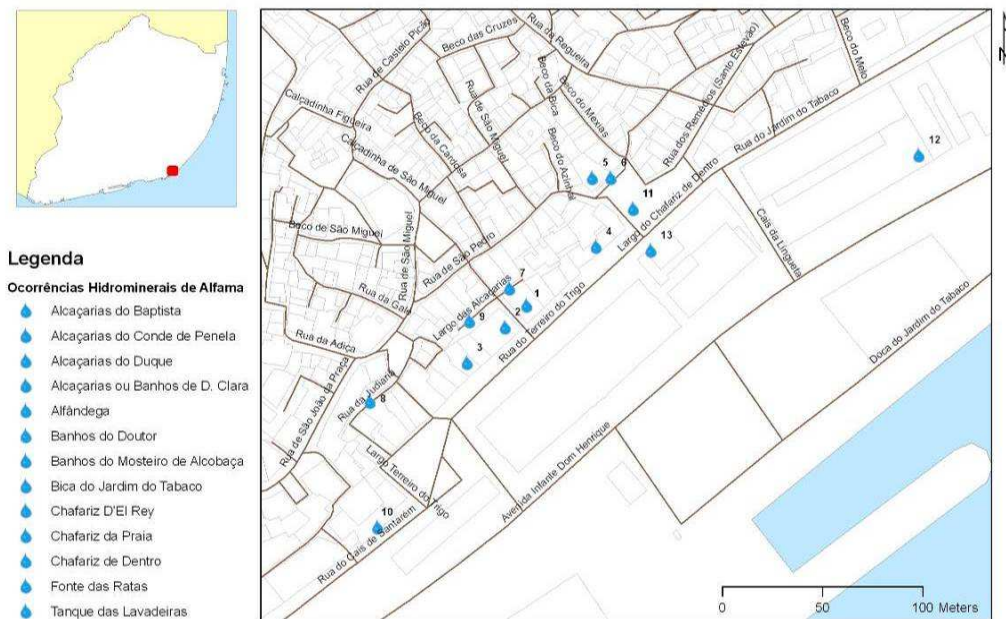 Legenda
Ocorrências Hidrominerais de Alfama
Alcaçarias do Baptista
Alcaçarias do Conde de Penela
Alcaçarias do Duque
Alcaçarias ou Banhos de D. Clara
Alfândega
Banhos do Doutor
Banhos do Mosteiro de Alcobaça
Bica do Jardim do Tabaco
Chafariz D'El Rey
Chafariz da Praia
Chafariz de Dentro
Fonte das Ratas
Tanque das Lavadeiras
Rua de Castelo Picão
Beco das Cruzes
Rua da Regueira
Beco do Melo
Beco da Bica
Beco do Mexias
Rua dos Remédios (Santo Estevão)
Rua do Jardim do Tabaco
Calçadinha Figueira
Beco da Cardosa
Rua de São Miguel
Calçadinha de São Miguel
Beco do Azinhal
12
5
6
11
Largo do Chafariz de Dentro
Cais da Lingueta
Beco de São Miguel
Rua de São Miguel
Rua de São Pedro
4
13
Rua da Galé
Largo das Alcaçarias
7
1
9
2
Rua do Terreiro do Trigo
Doca do Jardim do Tabaco
Rua da Adiça
3
Rua de São João da Praça
Rua da Judiaria
8
Largo Terreiro do Trigo
Avenida Infante Dom Henrique
10
Rua do Cais de Santarém
0
50
100 Meters